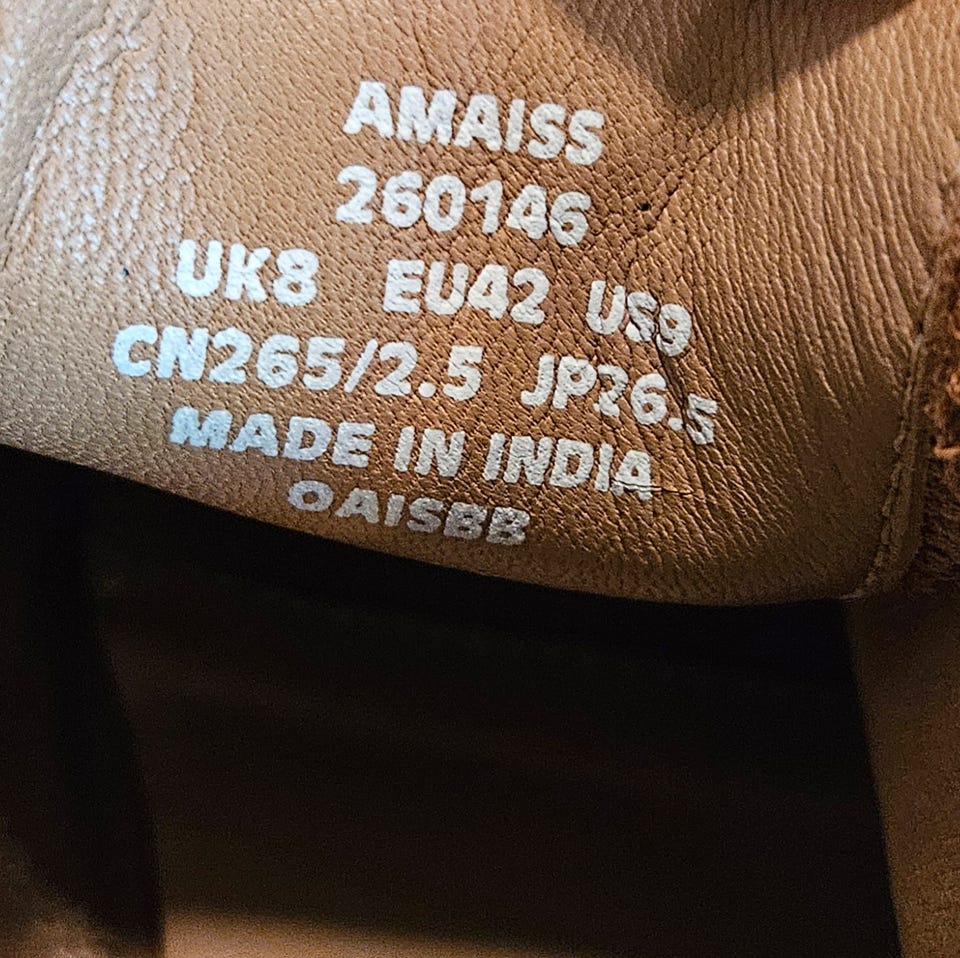 AMAISS
260146
UK8 EU42 US9
CN265/2.5 JP26.5
MADE IN INDIA
OAISBB